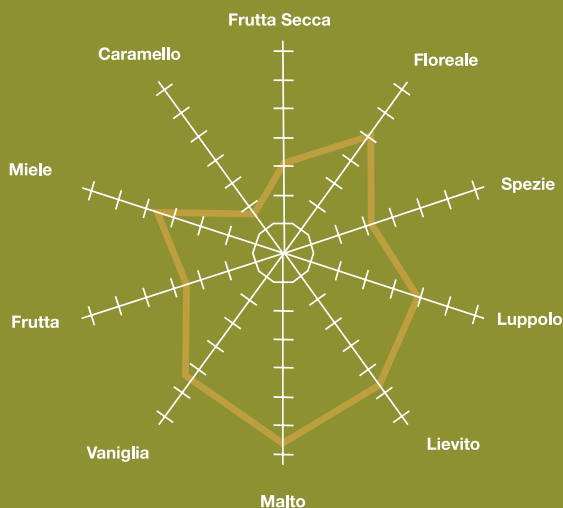 Frutta Secca
Caramello
Floreale
Miele
Spezie
Frutta
Luppolo
Vaniglia
Lievito
Malto